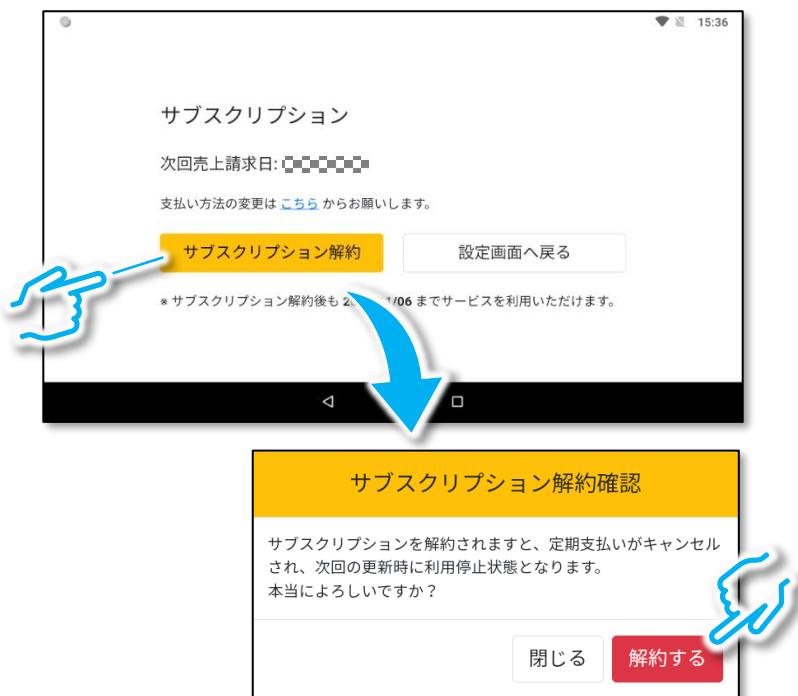 15:36
サブスクリプション
次回売上請求日:
支払い方法の変更は こちら からお願いします。
サブスクリプション解約 設定画面へ戻る
※ サブスクリプション解約後も 2 1/06 までサービスを利用いただけます。
サブスクリプション解約確認
サブスクリプションを解約されますと、定期支払いがキャンセル
され、次回の更新時に利用停止状態となります。
本当によろしいですか？
閉じる 解約する